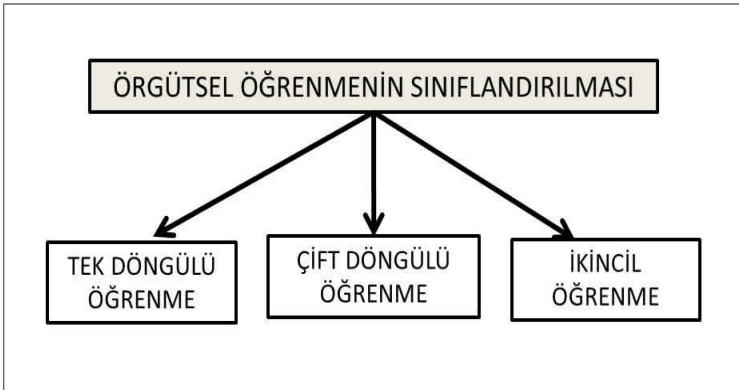 ÖRGÜTSEL ÖĞRENMENİN SINIFLANDIRILMASI
TEK DÖNGÜLÜ
ÖĞRENME
ÇİFT DÖNGÜLÜ
ÖĞRENME
İKİNCİL
ÖĞRENME